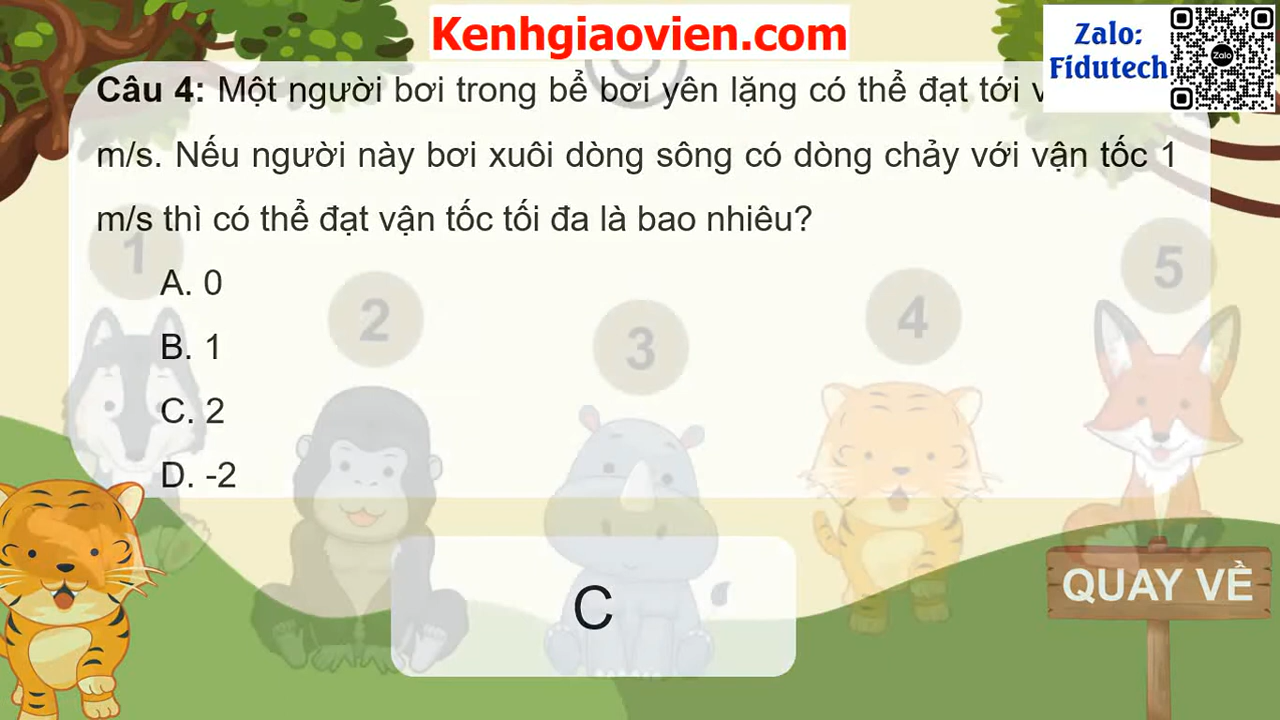 Kenhgiaovien.com
Zalo:
Fidutech
Zalo
Câu 4: Một người bơi trong bể bơi yên lặng có thể đạt tới
m/s. Nếu người này bơi xuôi dòng sông có dòng chảy với vận tốc 1
m/s thì có thể đạt vận tốc tối đa là bao nhiêu?
A. 0
B. 1
C. 2
D. -2
1
2
3
4
5
C
QUAY VỀ